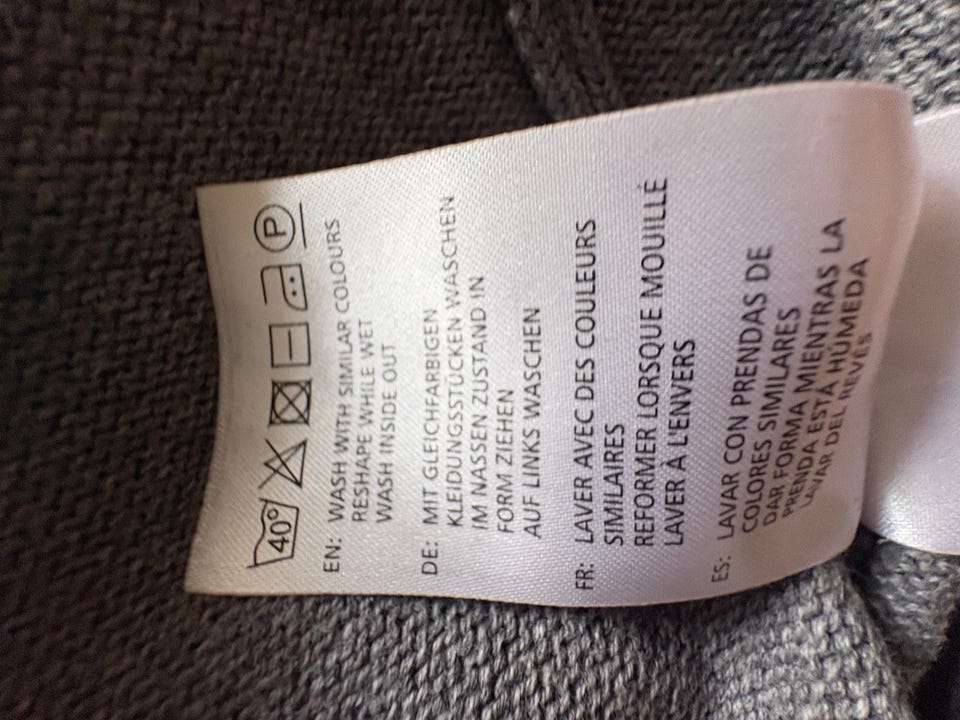 40° P
EN: WASH WITH SIMILAR COLOURS
RESHAPE WHILE WET
WASH INSIDE OUT
DE: MIT GLEICHFARBIGEN
KLEIDUNGSSTÜCKEN WASCHEN
IM NASSEN ZUSTAND IN
FORM ZIEHEN
AUF LINKS WASCHEN
FR: LAVER AVEC DES COULEURS
SIMILAIRES
REFORMER LORSQUE MOUILLÉ
LAVER À L'ENVERS
ES: LAVAR CON PRENDAS DE
COLORES SIMILARES
DAR FORMA MIENTRAS LA
PRENDA ESTÁ HÚMEDA
LAVAR DEL REVÉS